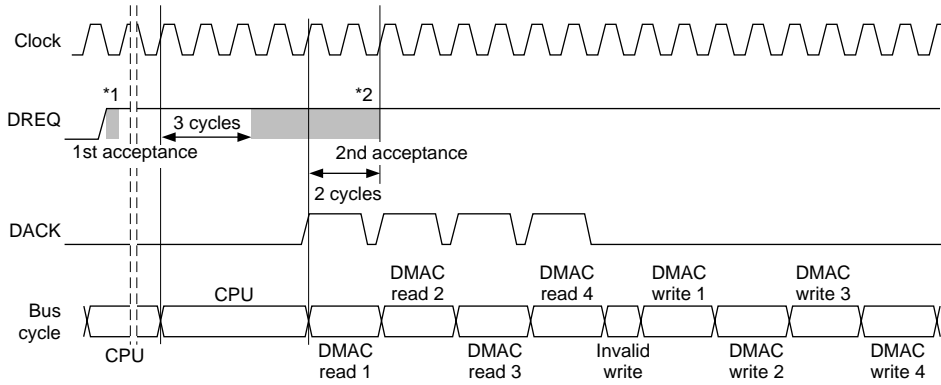 Clock
*1
*2
DREQ
3 cycles
1st acceptance
2nd acceptance
2 cycles
DACK
DMAC
read 2
DMAC
read 4
DMAC
write 1
DMAC
write 3
CPU
Bus
cycle
CPU
DMAC
read 1
DMAC
read 3
Invalid
write
DMAC
write 2
DMAC
write 4